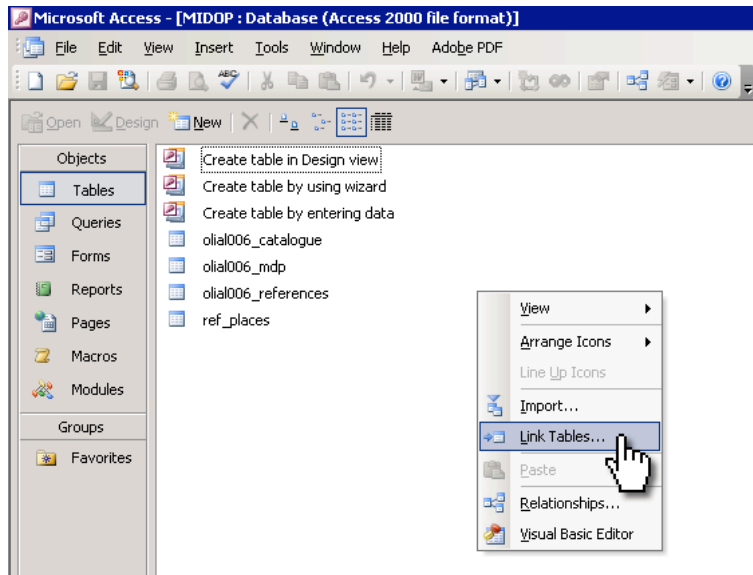 Microsoft Access - [MIDOP : Database (Access 2000 file format)]
File Edit View Insert Tools Window Help Adobe PDF
ABC
Open Design New
Objects
Tables
Queries
Forms
Reports
Pages
Macros
Modules
Groups
Favorites
Create table in Design view
Create table by using wizard
Create table by entering data
olial006_catalogue
olial006_mdp
olial006_references
ref_places
View
Arrange Icons
Line Up Icons
Import...
Link Tables...
Paste
Relationships...
Visual Basic Editor